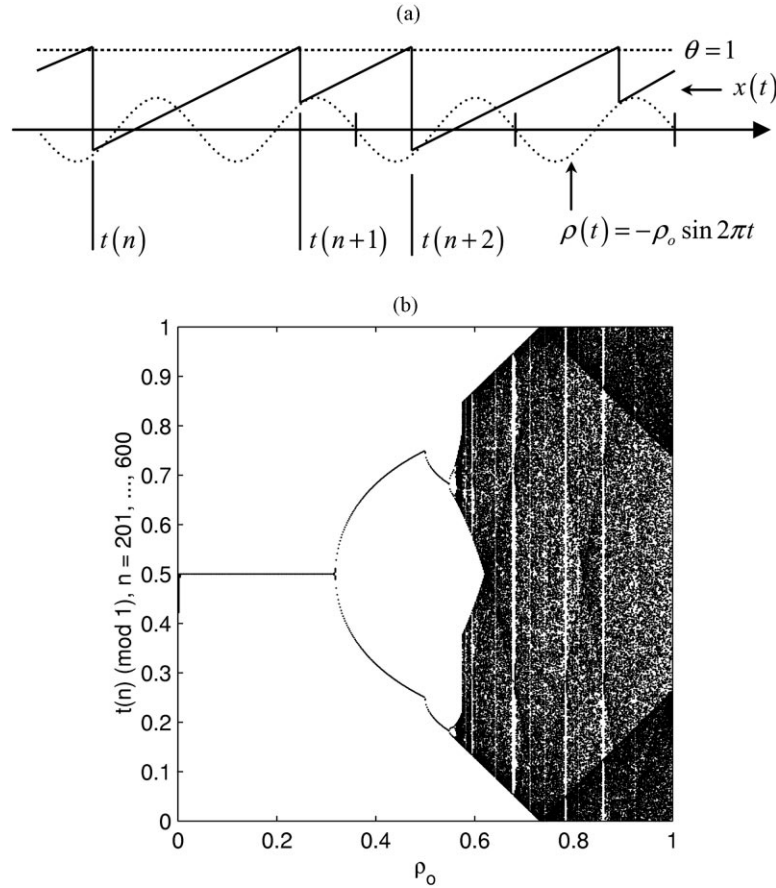 (a)
θ = 1
x(t)
t(n)
t(n+1)
t(n+2)
ρ(t) = −ρₒ sin 2πt
(b)
t(n) (mod 1), n = 201, ..., 600
1
0.9
0.8
0.7
0.6
0.5
0.4
0.3
0.2
0.1
0
0 0.2 0.4 0.6 0.8 1
ρₒ